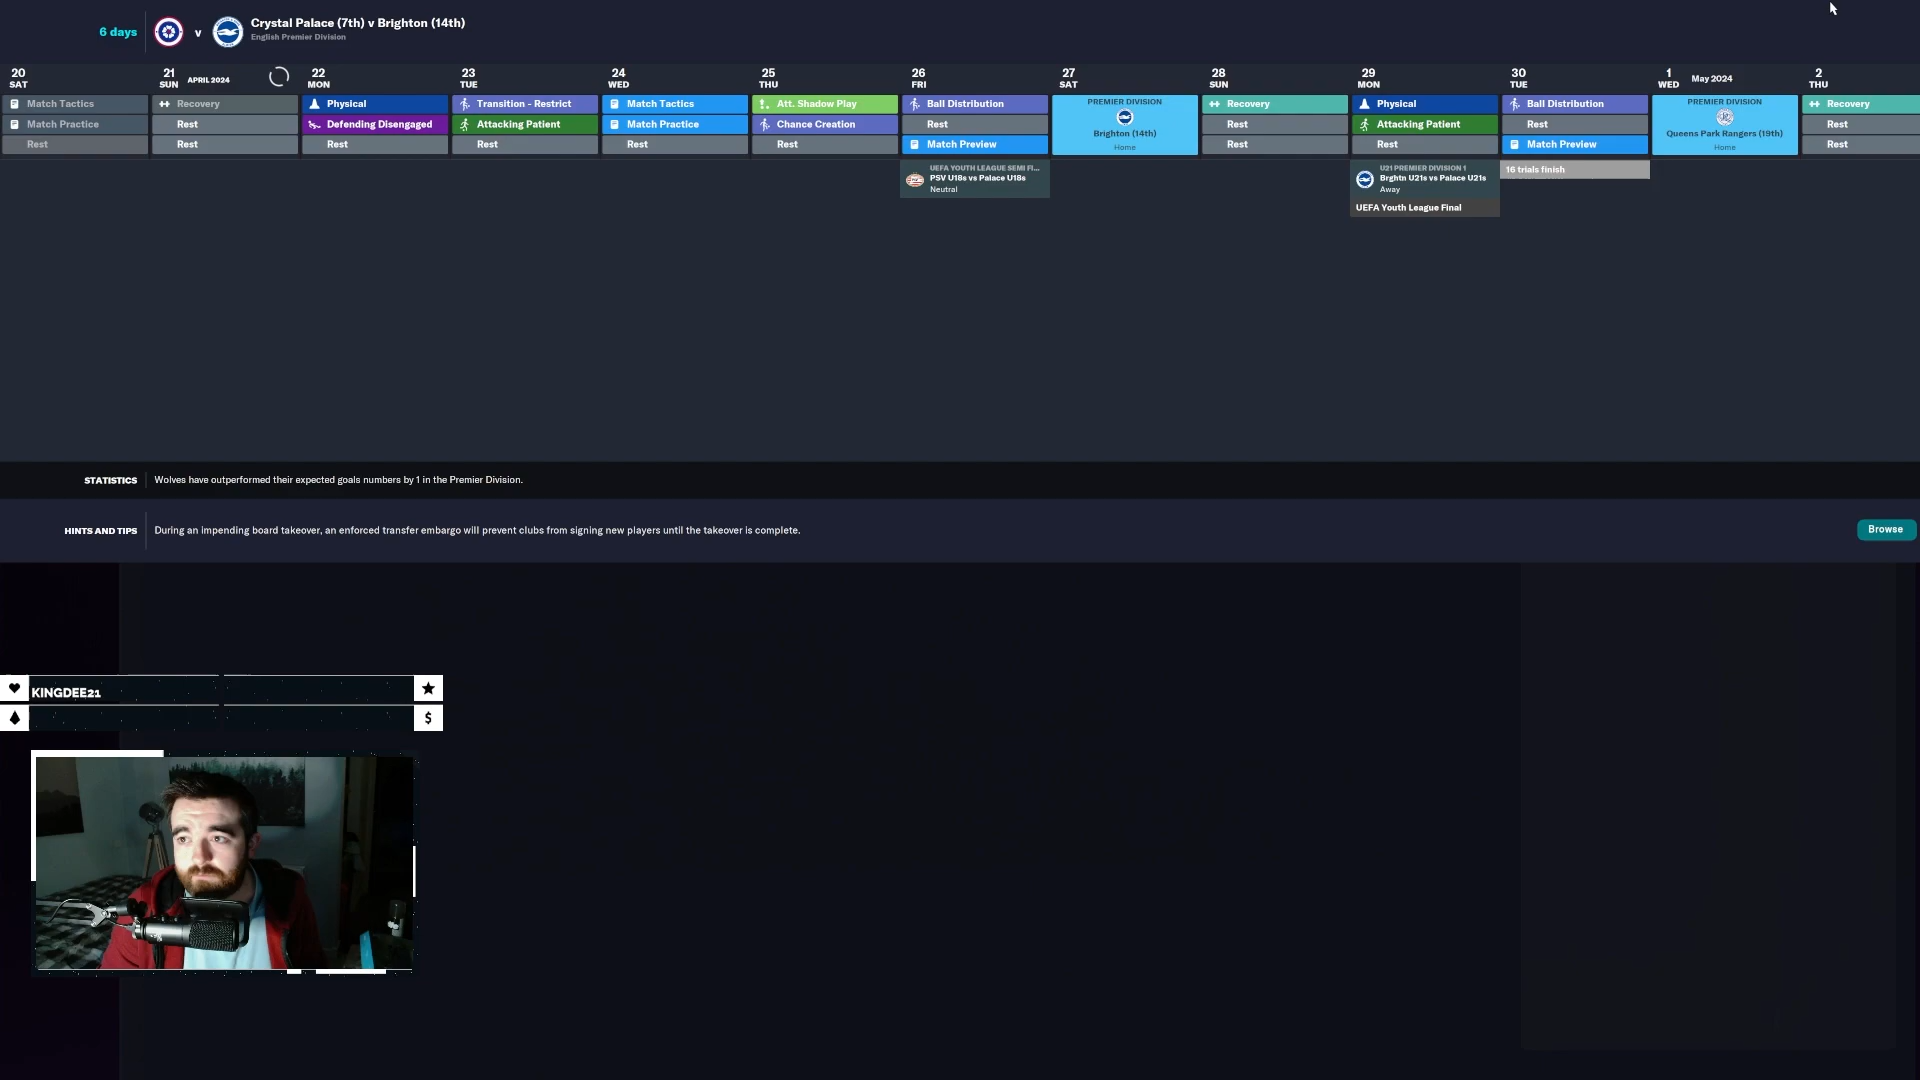 6 days
v
Crystal Palace (7th) v Brighton (14th)
English Premier Division
20
SAT
21
SUN
APRIL 2024
22
MON
23
TUE
24
WED
25
THU
26
FRI
27
SAT
28
SUN
29
MON
30
TUE
1
WED
May 2024
2
THU
Match Tactics
Match Practice
Rest
Recovery
Rest
Rest
Physical
Defending Disengaged
Rest
Transition - Restrict
Attacking Patient
Rest
Match Tactics
Match Practice
Rest
Att. Shadow Play
Chance Creation
Rest
Ball Distribution
Rest
Match Preview
UEFA YOUTH LEAGUE SEMI FI...
PSV U18s vs Palace U18s
Neutral
PREMIER DIVISION
Brighton (14th)
Home
Recovery
Rest
Rest
Physical
Attacking Patient
Rest
U21 PREMIER DIVISION 1
Brghtn U21s vs Palace U21s
Away
UEFA Youth League Final
Ball Distribution
Rest
Match Preview
16 trials finish
PREMIER DIVISION
Queens Park Rangers (19th)
Home
Recovery
Rest
Rest
STATISTICS
Wolves have outperformed their expected goals numbers by 1 in the Premier Division.
HINTS AND TIPS
During an impending board takeover, an enforced transfer embargo will prevent clubs from signing new players until the takeover is complete.
Browse
KINGDEE21
$